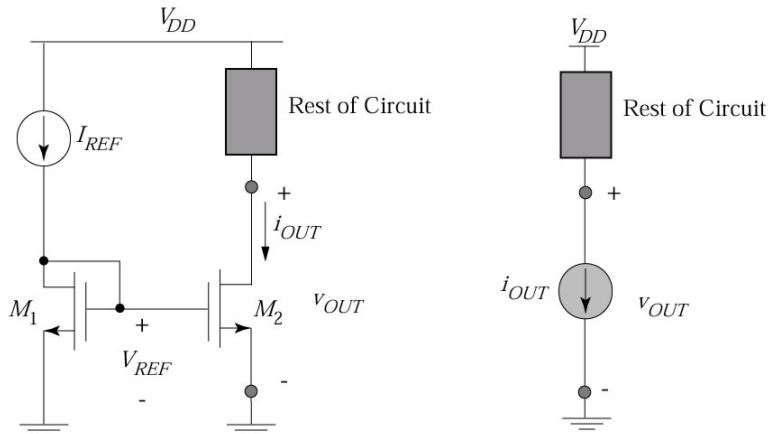 V_DD
V_DD
Rest of Circuit
Rest of Circuit
I_REF
+
+
i_OUT
M_1
M_2
v_OUT
i_OUT
v_OUT
+
V_REF
-
-
-